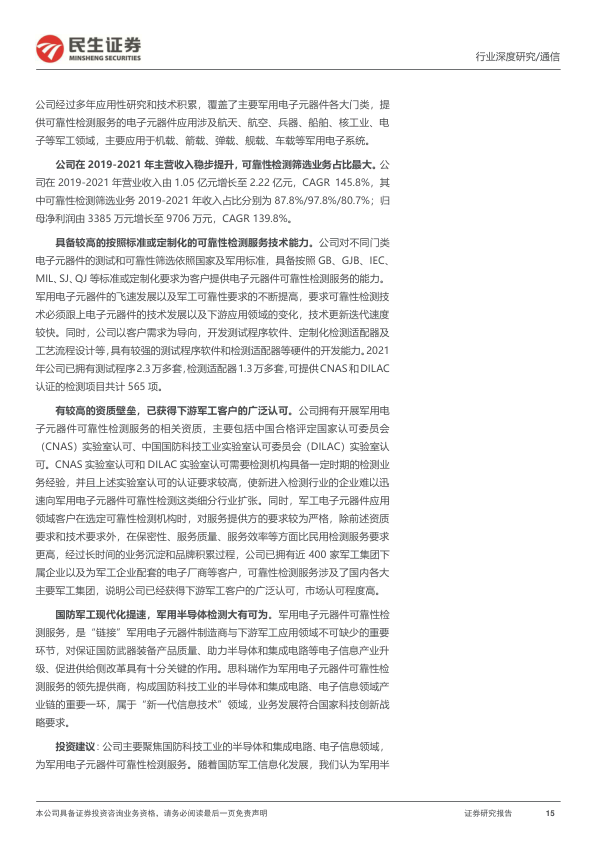 民生证券
MINSHENG SECURITIES
行业深度研究/通信
公司经过多年应用性研究和技术积累，覆盖了主要军用电子元器件各大门类，提
供可靠性检测服务的电子元器件应用涉及航天、航空、兵器、船舶、核工业、电
子等军工领域，主要应用于机载、箭载、弹载、舰载、车载等军用电子系统。
公司在 2019-2021 年主营收入稳步提升，可靠性检测筛选业务占比最大。公
司在 2019-2021 年营业收入由 1.05 亿元增长至 2.22 亿元，CAGR 145.8%，其
中可靠性检测筛选业务 2019-2021 年收入占比分别为 87.8%/97.8%/80.7%；归
母净利润由 3385 万元增长至 9706 万元，CAGR 139.8%。
具备较高的按照标准或定制化的可靠性检测服务技术能力。公司对不同门类
电子元器件的测试和可靠性筛选依照国家及军用标准，具备按照 GB、GJB、IEC、
MIL、SJ、QJ 等标准或定制化要求为客户提供电子元器件可靠性检测服务的能力。
军用电子元器件的飞速发展以及军工可靠性要求的不断提高，要求可靠性检测技
术必须跟上电子元器件的技术发展以及下游应用领域的变化，技术更新迭代速度
较快。同时，公司以客户需求为导向，开发测试程序软件、定制化检测适配器及
工艺流程设计等，具有较强的测试程序软件和检测适配器等硬件的开发能力。2021
年公司已拥有测试程序 2.3 万多套，检测适配器 1.3 万多套，可提供 CNAS 和 DILAC
认证的检测项目共计 565 项。
有较高的资质壁垒，已获得下游军工客户的广泛认可。公司拥有开展军用电
子元器件可靠性检测服务的相关资质，主要包括中国合格评定国家认可委员会
（CNAS）实验室认可、中国国防科技工业实验室认可委员会（DILAC）实验室认
可。CNAS 实验室认可和 DILAC 实验室认可需要检测机构具备一定时期的检测业
务经验，并且上述实验室认可的认证要求较高，使新进入检测行业的企业难以迅
速向军用电子元器件可靠性检测这类细分行业扩张。同时，军工电子元器件应用
领域客户在选定可靠性检测机构时，对服务提供方的要求较为严格，除前述资质
要求和技术要求外，在保密性、服务质量、服务效率等方面比民用检测服务要求
更高，经过长时间的业务沉淀和品牌积累过程，公司已拥有近 400 家军工集团下
属企业以及为军工企业配套的电子厂商等客户，可靠性检测服务涉及了国内各大
主要军工集团，说明公司已经获得下游军工客户的广泛认可，市场认可程度高。
国防军工现代化提速，军用半导体检测大有可为。军用电子元器件可靠性检
测服务，是“链接”军用电子元器件制造商与下游军工应用领域不可缺少的重要
环节，对保证国防武器装备产品质量、助力半导体和集成电路等电子信息产业升
级、促进供给侧改革具有十分关键的作用。思科瑞作为军用电子元器件可靠性检
测服务的领先提供商，构成国防科技工业的半导体和集成电路、电子信息领域产
业链的重要一环，属于“新一代信息技术”领域，业务发展符合国家科技创新战
略要求。
投资建议：公司主要聚焦国防科技工业的半导体和集成电路、电子信息领域，
为军用电子元器件可靠性检测服务。随着国防军工信息化发展，我们认为军用半
本公司具备证券投资咨询业务资格，请务必阅读最后一页免责声明
证券研究报告
15